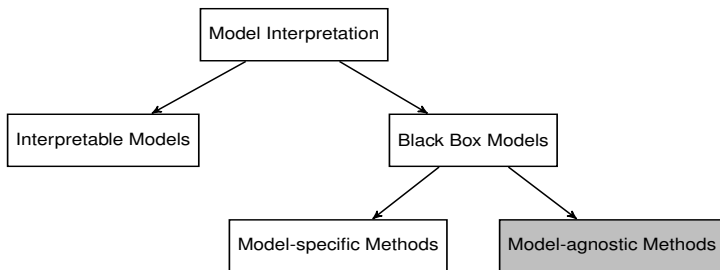 Model Interpretation
Interpretable Models
Black Box Models
Model-specific Methods
Model-agnostic Methods